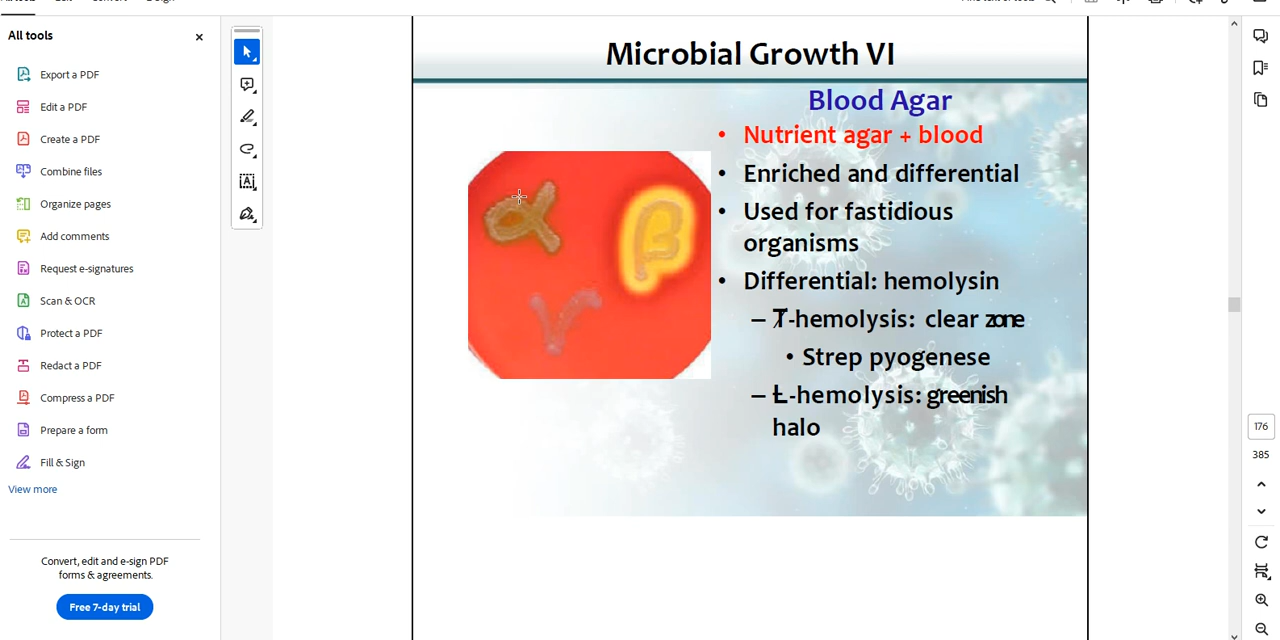 All tools
Export a PDF
Edit a PDF
Create a PDF
Combine files
Organize pages
Add comments
Request e-signatures
Scan & OCR
Protect a PDF
Redact a PDF
Compress a PDF
Prepare a form
Fill & Sign
View more
Convert, edit and e-sign PDF
forms & agreements.
Free 7-day trial
Microbial Growth VI
Blood Agar
• Nutrient agar + blood
• Enriched and differential
• Used for fastidious
organisms
• Differential: hemolysin
– -hemolysis: clear zone
• Strep pyogenese
– Ł-hemolysis: greenish
halo
α
β
γ
176
385